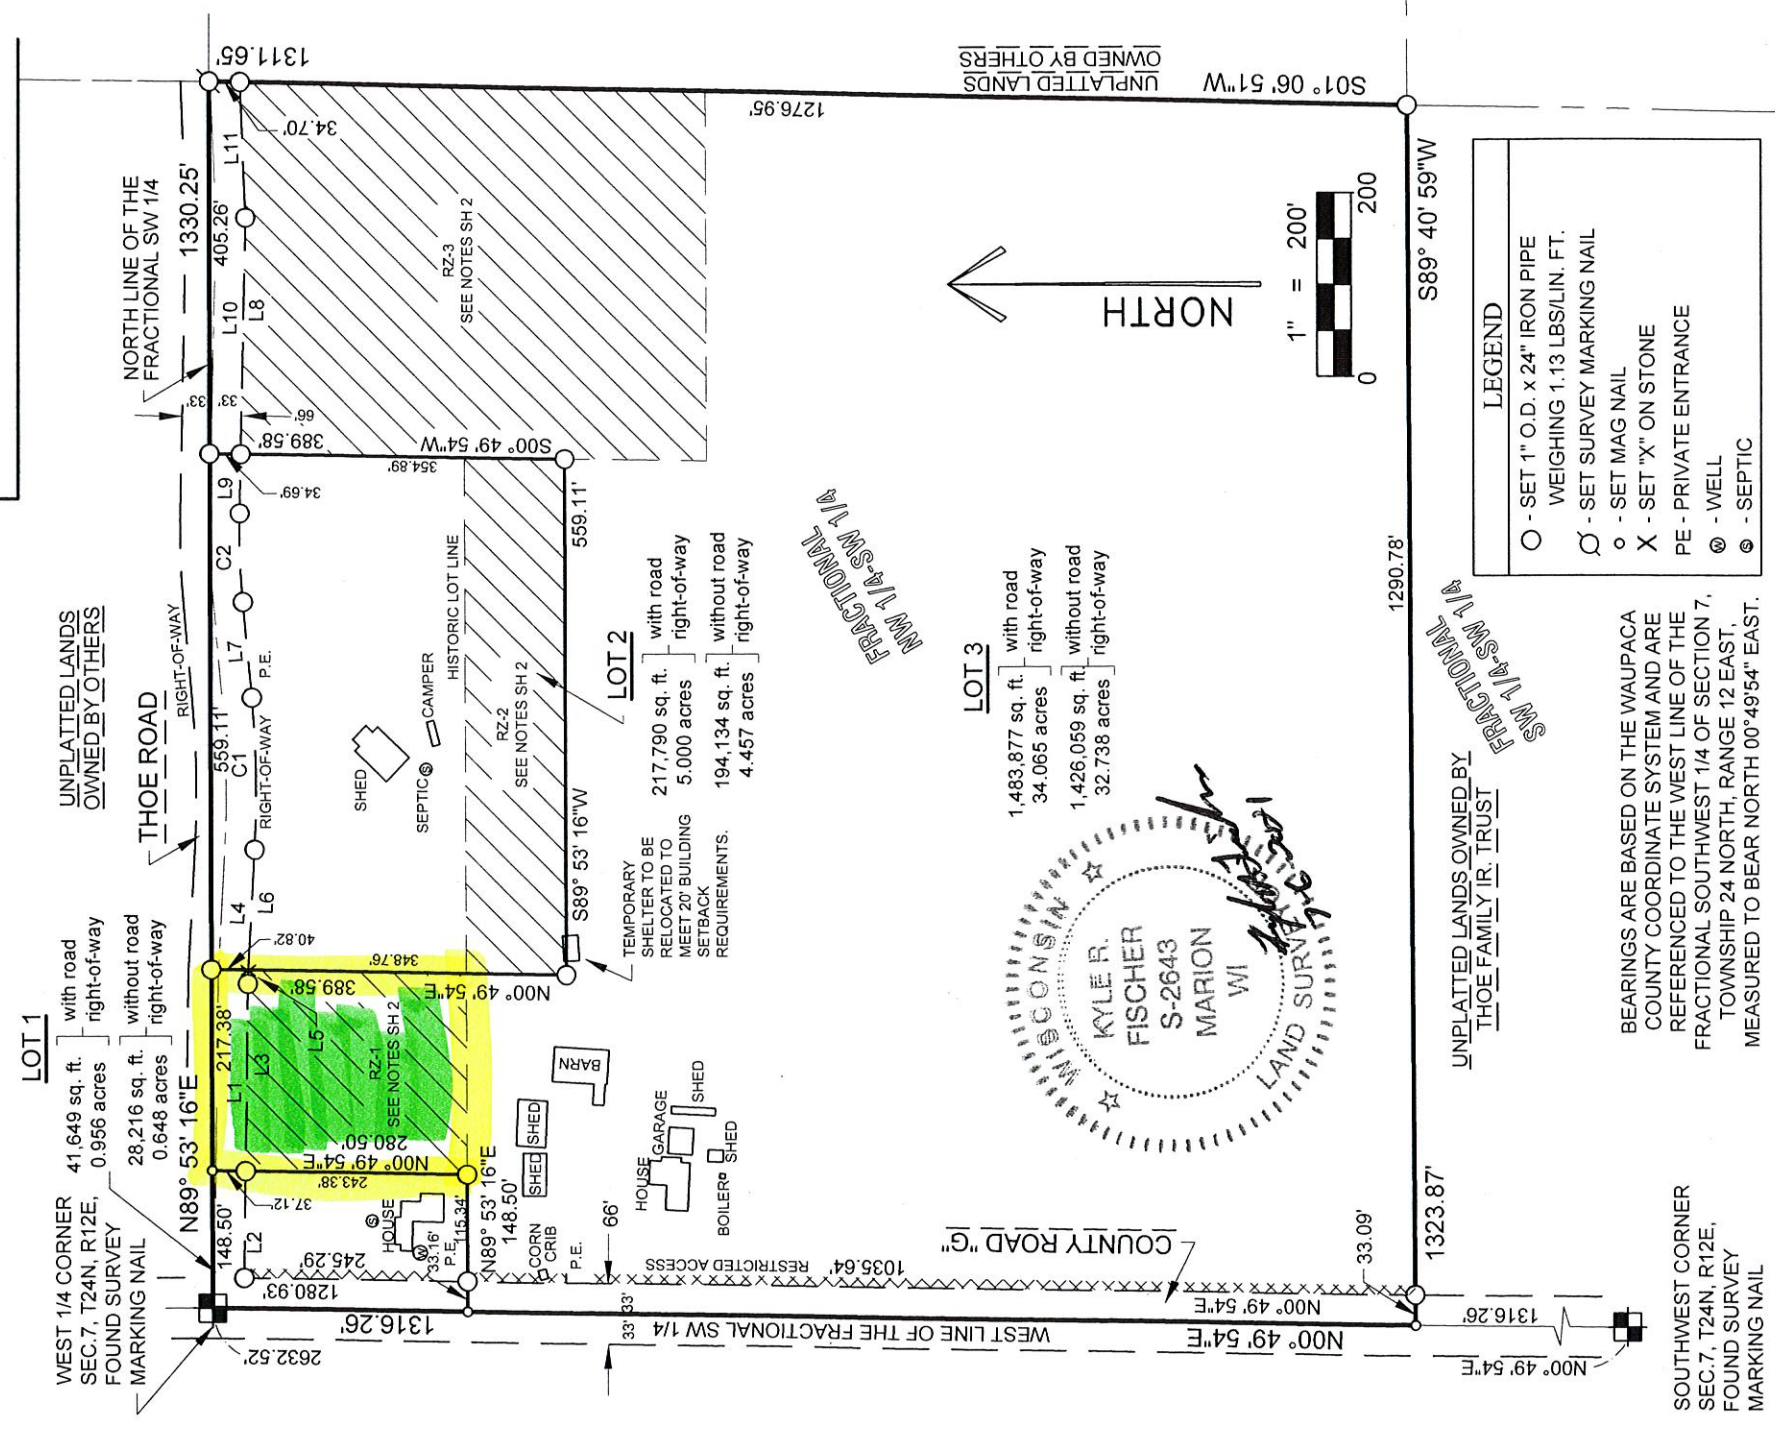 LOT 1
41,649 sq. ft.
0.956 acres
with road
right-of-way
28,216 sq. ft.
0.648 acres
without road
right-of-way
WEST 1/4 CORNER
SEC.7, T24N, R12E,
FOUND SURVEY
MARKING NAIL
UNPLATTED LANDS
OWNED BY OTHERS
THOE ROAD
RIGHT-OF-WAY
NORTH LINE OF THE
FRACTIONAL SW 1/4
1330.25'
1311.65'
N89° 53' 16"E
148.50'
217.38'
559.11'
405.26'
L1
L2
L3
L4
L5
L6
L7
L8
L9
L10
L11
C1
C2
P.E.
RIGHT-OF-WAY
33'
33'
66'
34.70'
34.69'
40.82'
37.12'
389.58'
354.89'
S00° 49' 54"W
348.76'
389.58'
N00° 49' 54"E
280.50'
N00° 49' 54"E
243.38'
RZ-1
SEE NOTES SH 2
RZ-2
SEE NOTES SH 2
RZ-3
SEE NOTES SH 2
HISTORIC LOT LINE
SHED
CAMPER
SEPTIC
S
559.11'
S89° 53' 16"W
LOT 2
217,790 sq. ft.
5.000 acres
with road
right-of-way
194,134 sq. ft.
4.457 acres
without road
right-of-way
TEMPORARY
SHELTER TO BE
RELOCATED TO
MEET 20' BUILDING
SETBACK
REQUIREMENTS.
UNPLATTED LANDS
OWNED BY OTHERS
1276.95'
S01° 06' 51"W
FRACTIONAL
NW 1/4-SW 1/4
LOT 3
1,483,877 sq. ft.
34.065 acres
with road
right-of-way
1,426,059 sq. ft.
32.738 acres
without road
right-of-way
NORTH
1" = 200'
0
200
HOUSE
S
W
33.16'
P.E.
115.34'
N89° 53' 16"E
148.50'
245.29'
1280.93'
1316.26'
2632.52'
CORN
CRIB
P.E.
SHED
SHED
BARN
HOUSE
GARAGE
SHED
SHED
BOILER
66'
33'
33'
RESTRICTED ACCESS
1035.64'
COUNTY ROAD "G"
N00° 49' 54"E
WEST LINE OF THE FRACTIONAL SW 1/4
N00° 49' 54"E
33.09'
1323.87'
1290.78'
S89° 40' 59"W
1316.26'
N00° 49' 54"E
WISCONSIN
KYLE R.
FISCHER
S-2643
MARION
WI
LAND SURVEYOR
FRACTIONAL
SW 1/4-SW 1/4
UNPLATTED LANDS OWNED BY
THOE FAMILY IR. TRUST
LEGEND
- SET 1" O.D. x 24" IRON PIPE
WEIGHING 1.13 LBS/LIN. FT.
- SET SURVEY MARKING NAIL
- SET MAG NAIL
X - SET "X" ON STONE
PE - PRIVATE ENTRANCE
W - WELL
S - SEPTIC
BEARINGS ARE BASED ON THE WAUPACA
COUNTY COORDINATE SYSTEM AND ARE
REFERENCED TO THE WEST LINE OF THE
FRACTIONAL SOUTHWEST 1/4 OF SECTION 7,
TOWNSHIP 24 NORTH, RANGE 12 EAST,
MEASURED TO BEAR NORTH 00°49'54" EAST.
SOUTHWEST CORNER
SEC.7, T24N, R12E,
FOUND SURVEY
MARKING NAIL